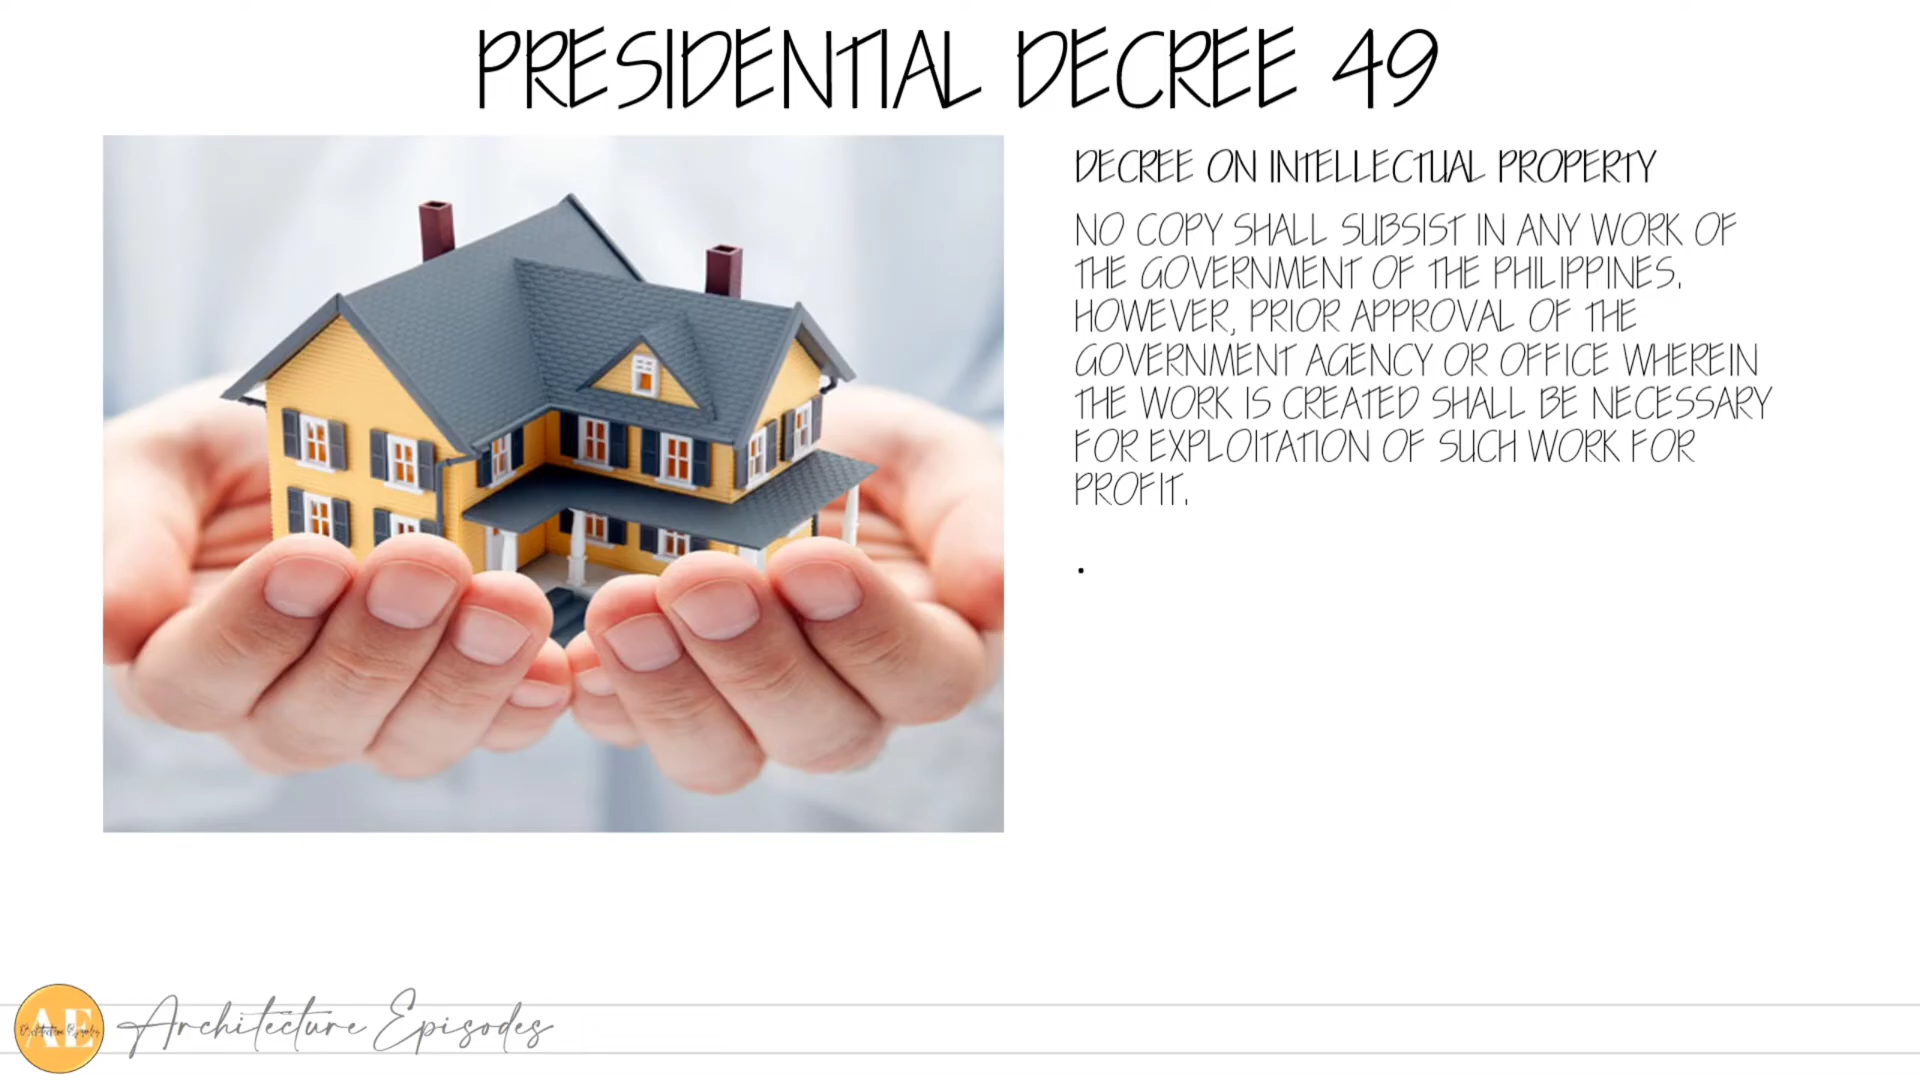 PRESIDENTIAL DECREE 49
DECREE ON INTELLECTUAL PROPERTY
NO COPY SHALL SUBSIST IN ANY WORK OF
THE GOVERNMENT OF THE PHILIPPINES.
HOWEVER, PRIOR APPROVAL OF THE
GOVERNMENT AGENCY OR OFFICE WHEREIN
THE WORK IS CREATED SHALL BE NECESSARY
FOR EXPLOITATION OF SUCH WORK FOR
PROFIT.
.
AE
Architecture Episodes
Architecture Episodes